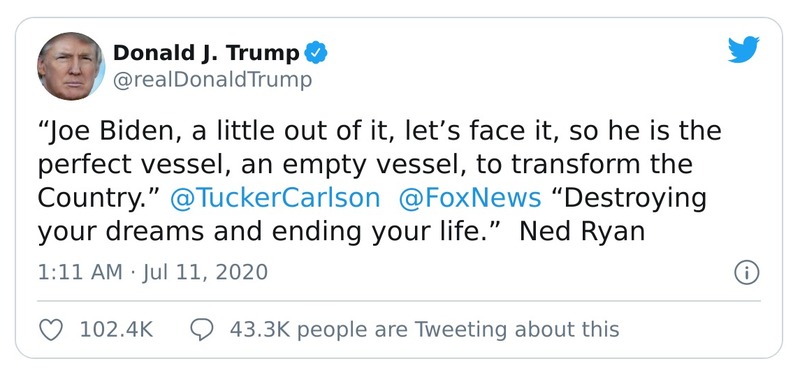 Donald J. Trump
@realDonaldTrump
“Joe Biden, a little out of it, let’s face it, so he is the
perfect vessel, an empty vessel, to transform the
Country.” @TuckerCarlson  @FoxNews “Destroying
your dreams and ending your life.”  Ned Ryan
1:11 AM · Jul 11, 2020
102.4K 43.3K people are Tweeting about this